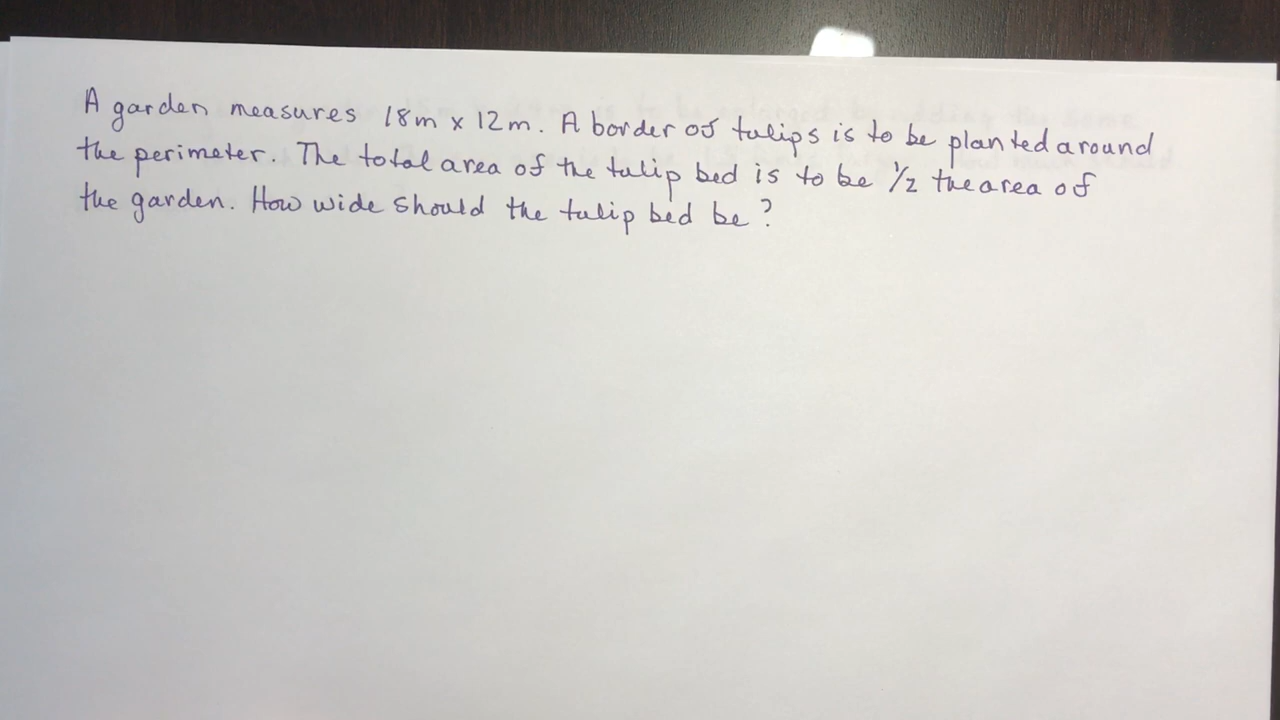 A garden measures 18m x 12m. A border of tulips is to be planted around
the perimeter. The total area of the tulip bed is to be 1/2 the area of
the garden. How wide should the tulip bed be?